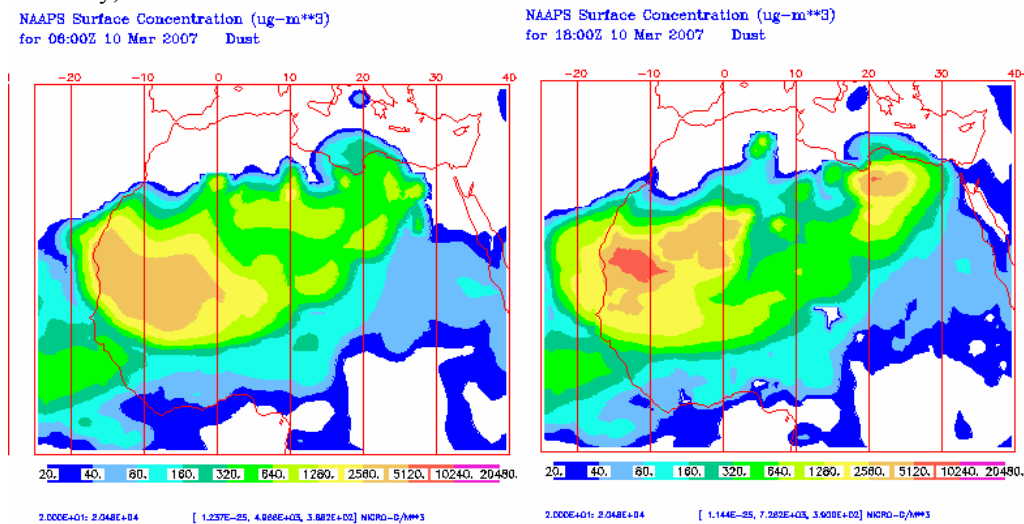 NAAPS Surface Concentration (ug-m**3)
for 06:00Z 10 Mar 2007 Dust
-20 -10 0 10 20 30 40
20. 40. 80. 160. 320. 640. 1280. 2560. 5120. 10240. 20480.
2.000E+01: 2.048E+04 [ 1.237E-25, 4.966E+03, 3.882E+02] MICRO-G/M**3
NAAPS Surface Concentration (ug-m**3)
for 18:00Z 10 Mar 2007 Dust
-20 -10 0 10 20 30 40
20. 40. 80. 160. 320. 640. 1280. 2560. 5120. 10240. 20480.
2.000E+01: 2.048E+04 [ 1.144E-25, 7.262E+03, 3.900E+02] MICRO-G/M**3